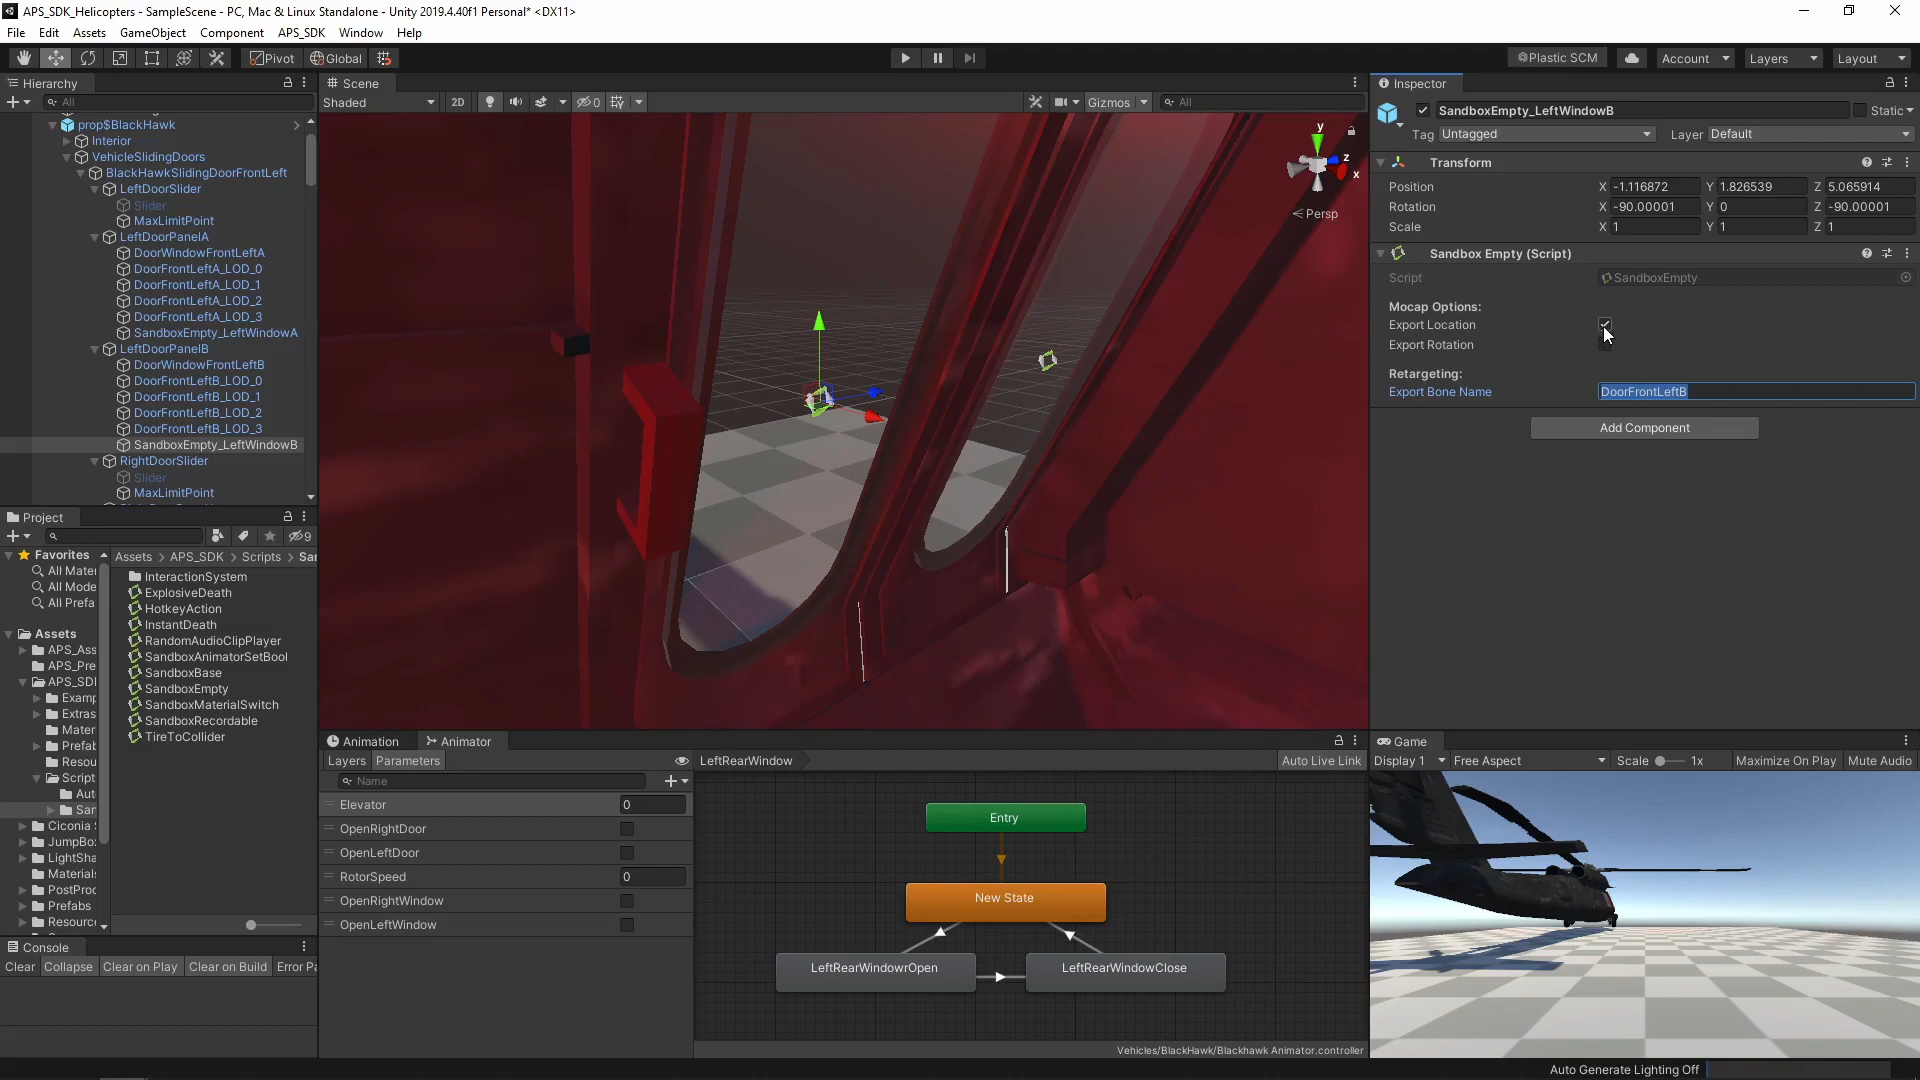 APS_SDK_Helicopters - SampleScene - PC, Mac & Linux Standalone - Unity 2019.4.40f1 Personal* <DX11>
File Edit Assets GameObject Component APS_SDK Window Help
Pivot Global Plastic SCM Account Layers Layout
Hierarchy
All
prop$BlackHawk
Interior
VehicleSlidingDoors
BlackHawkSlidingDoorFrontLeft
LeftDoorSlider
Slider
MaxLimitPoint
LeftDoorPanelA
DoorWindowFrontLeftA
DoorFrontLeftA_LOD_0
DoorFrontLeftA_LOD_1
DoorFrontLeftA_LOD_2
DoorFrontLeftA_LOD_3
SandboxEmpty_LeftWindowA
LeftDoorPanelB
DoorWindowFrontLeftB
DoorFrontLeftB_LOD_0
DoorFrontLeftB_LOD_1
DoorFrontLeftB_LOD_2
DoorFrontLeftB_LOD_3
SandboxEmpty_LeftWindowB
RightDoorSlider
Slider
MaxLimitPoint
Scene
Shaded 2D 0 Gizmos All
y
z
x
Persp
Inspector
SandboxEmpty_LeftWindowB Static
Tag Untagged Layer Default
Transform
Position X -1.116872 Y 1.826539 Z 5.065914
Rotation X -90.00001 Y 0 Z -90.00001
Scale X 1 Y 1 Z 1
Sandbox Empty (Script)
Script SandboxEmpty
Mocap Options:
Export Location
Export Rotation
Retargeting:
Export Bone Name DoorFrontLeftB
Add Component
Project
9
Favorites
All Mate
All Mode
All Prefa
Assets
APS_Ass
APS_Pre
APS_SDI
Examp
Extras
Mater
Prefab
Resou
Script
Aut
San
Ciconia
JumpBo
LightSha
Material
PostProc
Prefabs
Resourc
Assets > APS_SDK > Scripts > Sar
InteractionSystem
ExplosiveDeath
HotkeyAction
InstantDeath
RandomAudioClipPlayer
SandboxAnimatorSetBool
SandboxBase
SandboxEmpty
SandboxMaterialSwitch
SandboxRecordable
TireToCollider
Console
Clear Collapse Clear on Play Clear on Build Error Pa
Animation Animator
Layers Parameters LeftRearWindow Auto Live Link
Name
Elevator 0
OpenRightDoor
OpenLeftDoor
RotorSpeed 0
OpenRightWindow
OpenLeftWindow
Entry
New State
LeftRearWindowrOpen LeftRearWindowClose
Vehicles/BlackHawk/Blackhawk Animator.controller
Game
Display 1 Free Aspect Scale 1x Maximize On Play Mute Audio
Auto Generate Lighting Off